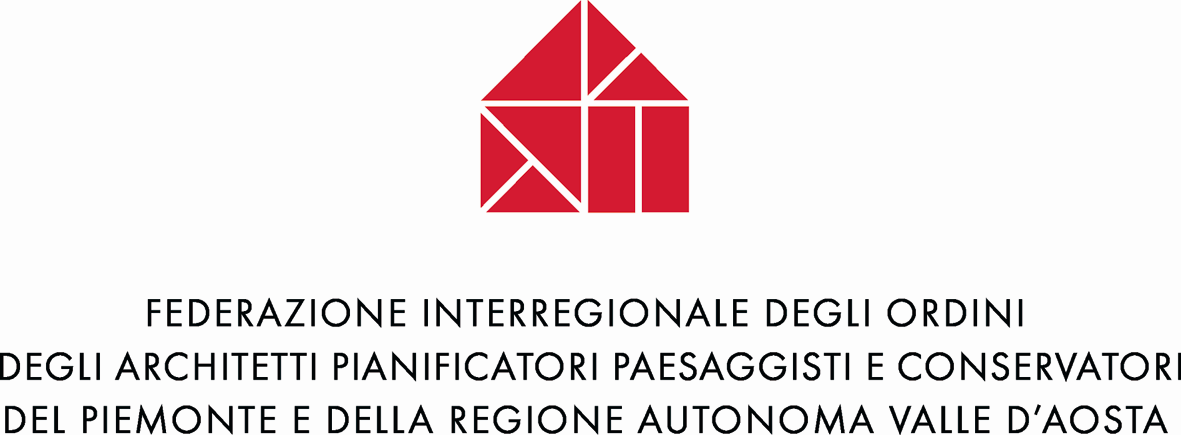 FEDERAZIONE INTERREGIONALE DEGLI ORDINI
DEGLI ARCHITETTI PIANIFICATORI PAESAGGISTI E CONSERVATORI
DEL PIEMONTE E DELLA REGIONE AUTONOMA VALLE D'AOSTA